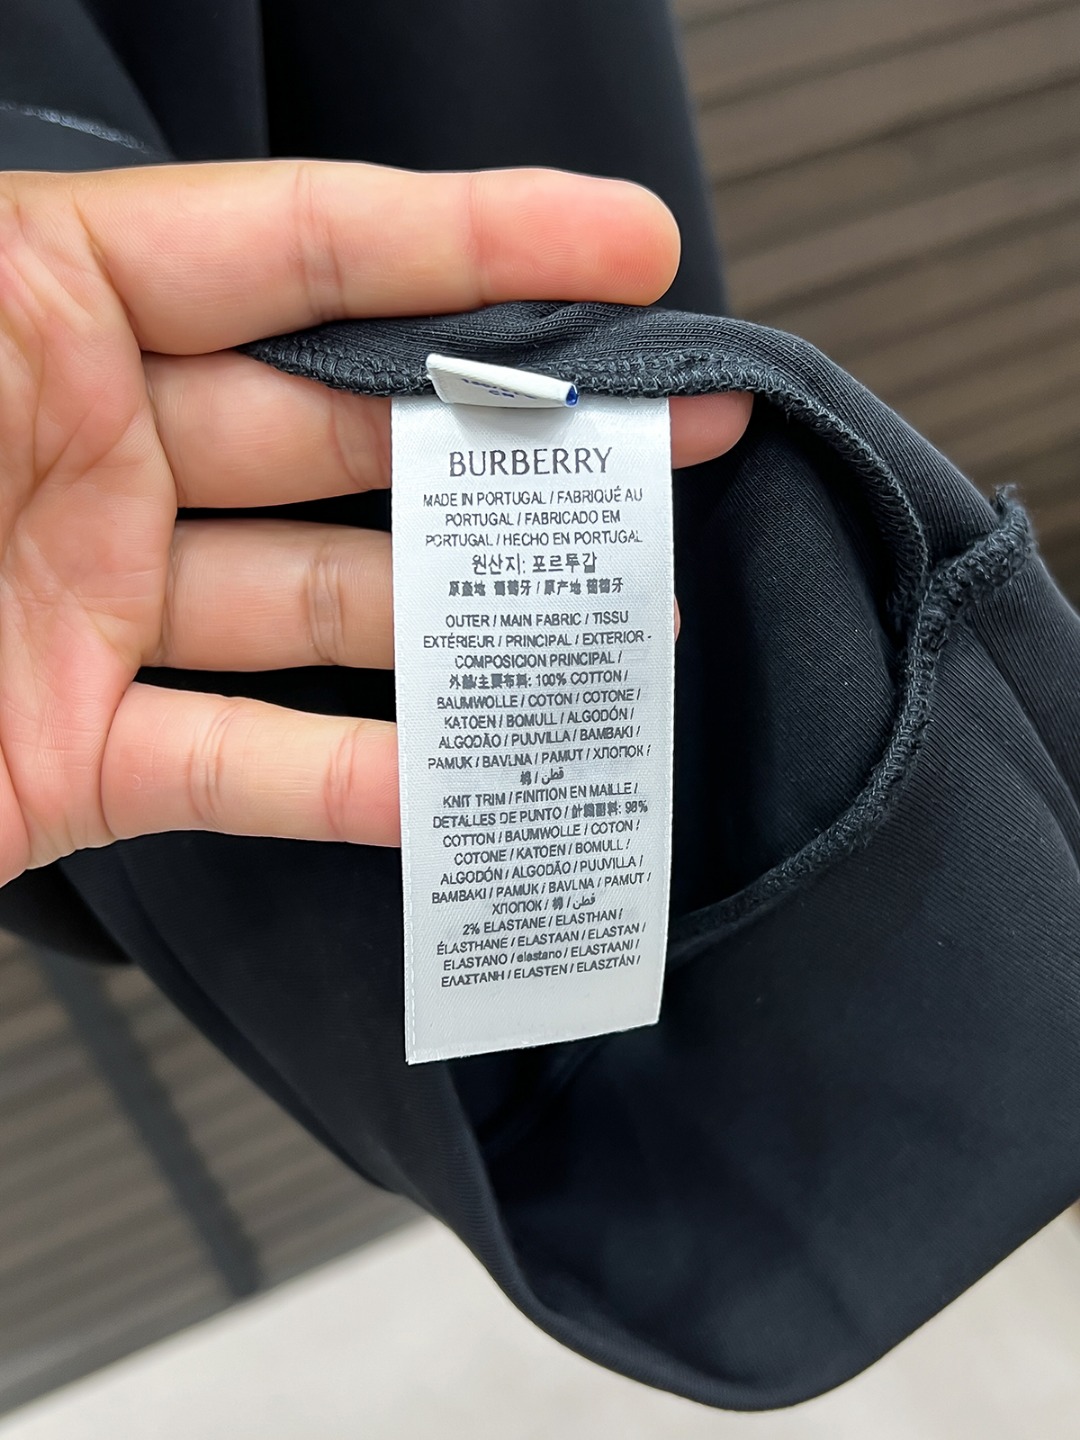 BURBERRY
MADE IN PORTUGAL / FABRIQUÉ AU
PORTUGAL / FABRICADO EM
PORTUGAL / HECHO EN PORTUGAL
원산지: 포르투갈
原產地 葡萄牙 / 原产地 葡萄牙
OUTER / MAIN FABRIC / TISSU
EXTÉRIEUR / PRINCIPAL / EXTERIOR -
COMPOSICION PRINCIPAL /
外部/主要布料: 100% COTTON /
BAUMWOLLE / COTON / COTONE /
KATOEN / BOMULL / ALGODÓN /
ALGODÃO / PUUVILLA / BAMBAKI /
PAMUK / BAVLNA / PAMUT / ХЛОПОК /
棉 / قطن /
KNIT TRIM / FINITION EN MAILLE /
DETALLES DE PUNTO / 針織副料: 98%
COTTON / BAUMWOLLE / COTON /
COTONE / KATOEN / BOMULL /
ALGODÓN / ALGODÃO / PUUVILLA /
BAMBAKI / PAMUK / BAVLNA / PAMUT /
ХЛОПОК / 棉 / قطن /
2% ELASTANE / ELASTHAN /
ÉLASTHANE / ELASTAAN / ELASTAN /
ELASTANO / elastano / ELASTAANI /
ΕΛΑΣΤΑΝΗ / ELASTEN / ELASZTÁN /